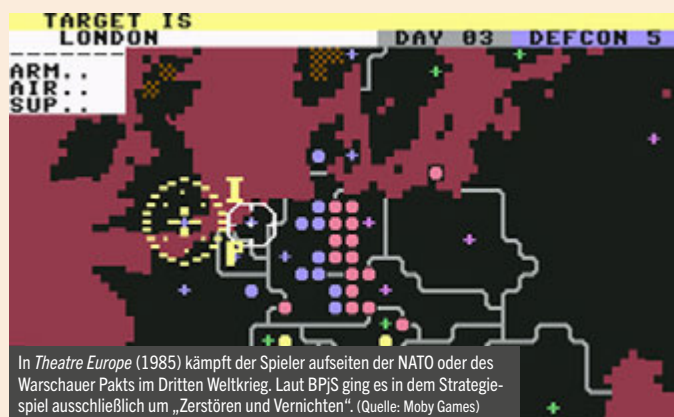 TARGET IS
LONDON DAY 03 DEFCON 5
ARM..
AIR..
SUP..
I
P
In Theatre Europe (1985) kämpft der Spieler aufseiten der NATO oder des
Warschauer Pakts im Dritten Weltkrieg. Laut BPjS ging es in dem Strategie-
spiel ausschließlich um „Zerstören und Vernichten“. (Quelle: Moby Games)